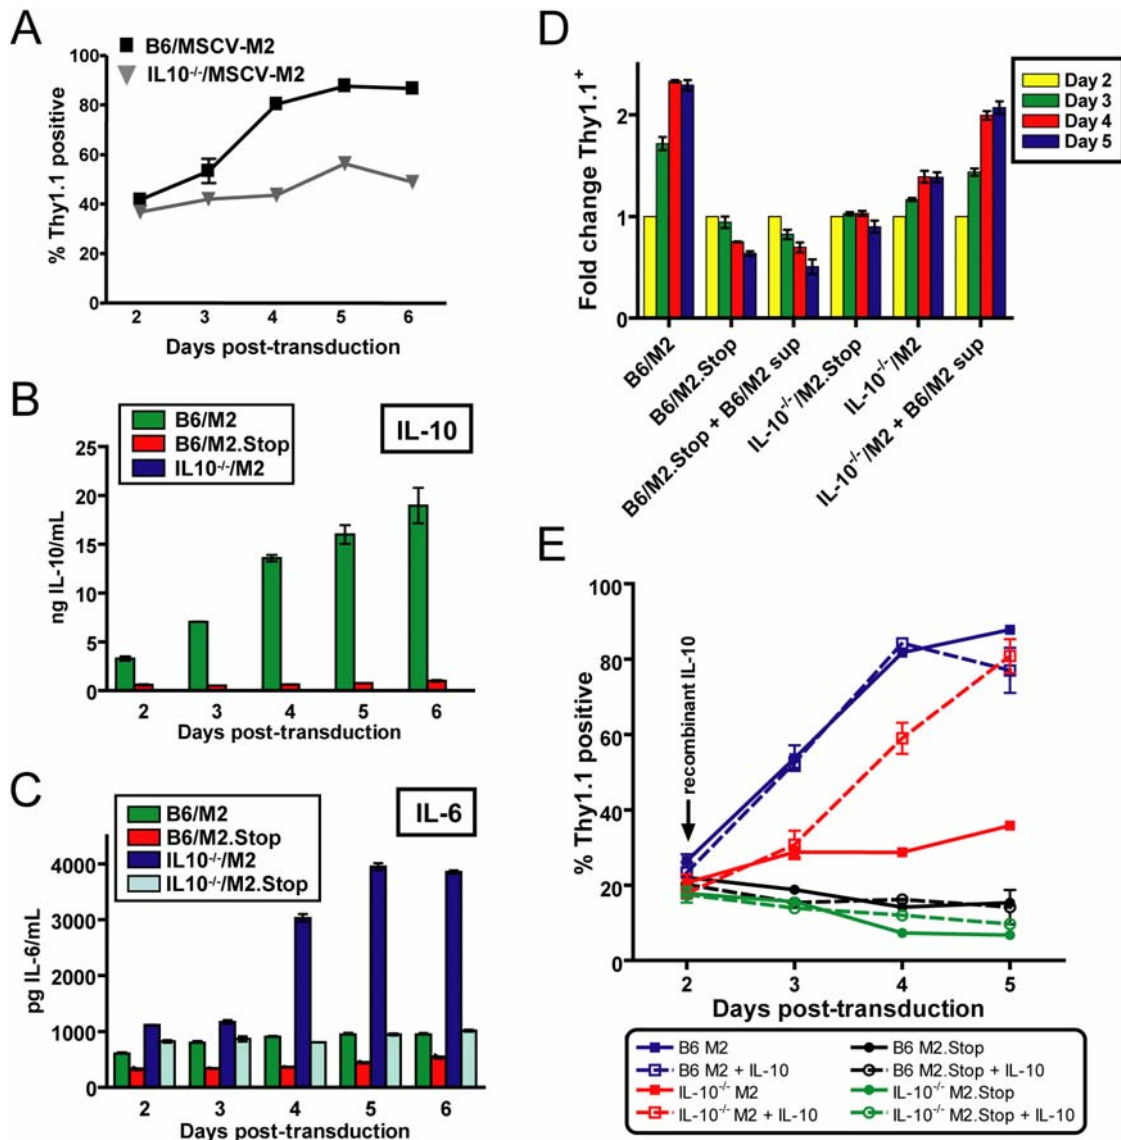 A
B6/MSCV-M2
IL10-/-/MSCV-M2
% Thy1.1 positive
100
80
60
40
20
0
2 3 4 5 6
Days post-transduction
B
B6/M2
B6/M2.Stop
IL10-/-/M2
IL-10
ng IL-10/mL
25
20
15
10
5
0
2 3 4 5 6
Days post-transduction
C
B6/M2
B6/M2.Stop
IL10-/-/M2
IL10-/-/M2.Stop
IL-6
pg IL-6/mL
4000
3000
2000
1000
0
2 3 4 5 6
Days post-transduction
D
Day 2
Day 3
Day 4
Day 5
Fold change Thy1.1+
2
1
0
B6/M2
B6/M2.Stop
B6/M2.Stop + B6/M2 sup
IL-10-/-/M2.Stop
IL-10-/-/M2
IL-10-/-/M2 + B6/M2 sup
E
% Thy1.1 positive
100
80
60
40
20
0
recombinant IL-10
2 3 4 5
Days post-transduction
B6 M2
B6 M2 + IL-10
IL-10-/- M2
IL-10-/- M2 + IL-10
B6 M2.Stop
B6 M2.Stop + IL-10
IL-10-/- M2.Stop
IL-10-/- M2.Stop + IL-10